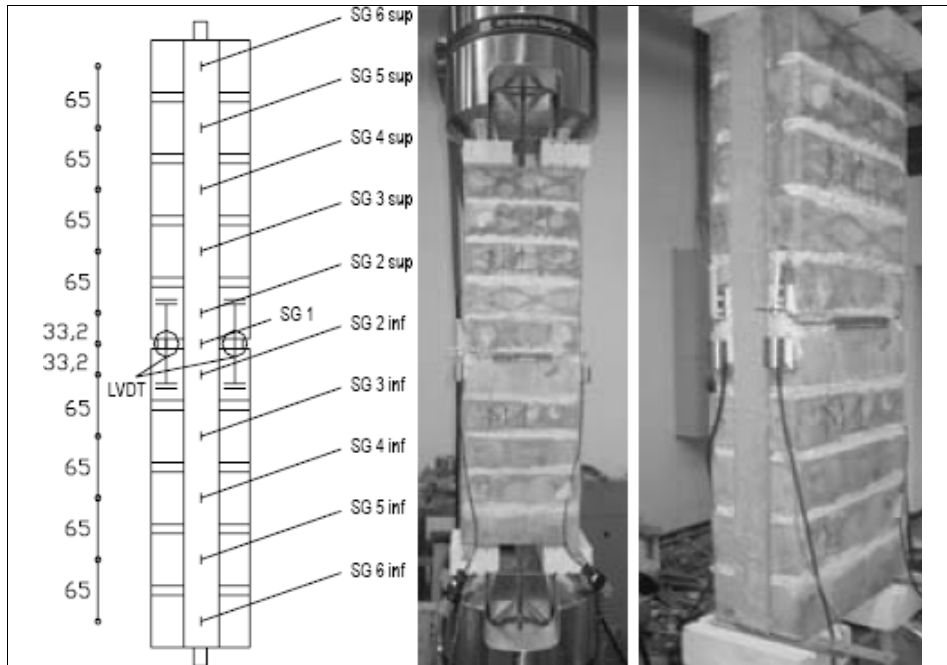 SG 6 sup
65
SG 5 sup
65
SG 4 sup
65
SG 3 sup
65
SG 2 sup
33,2
SG 1
33,2
SG 2 inf
LVDT
65
SG 3 inf
65
SG 4 inf
65
SG 5 inf
65
SG 6 inf